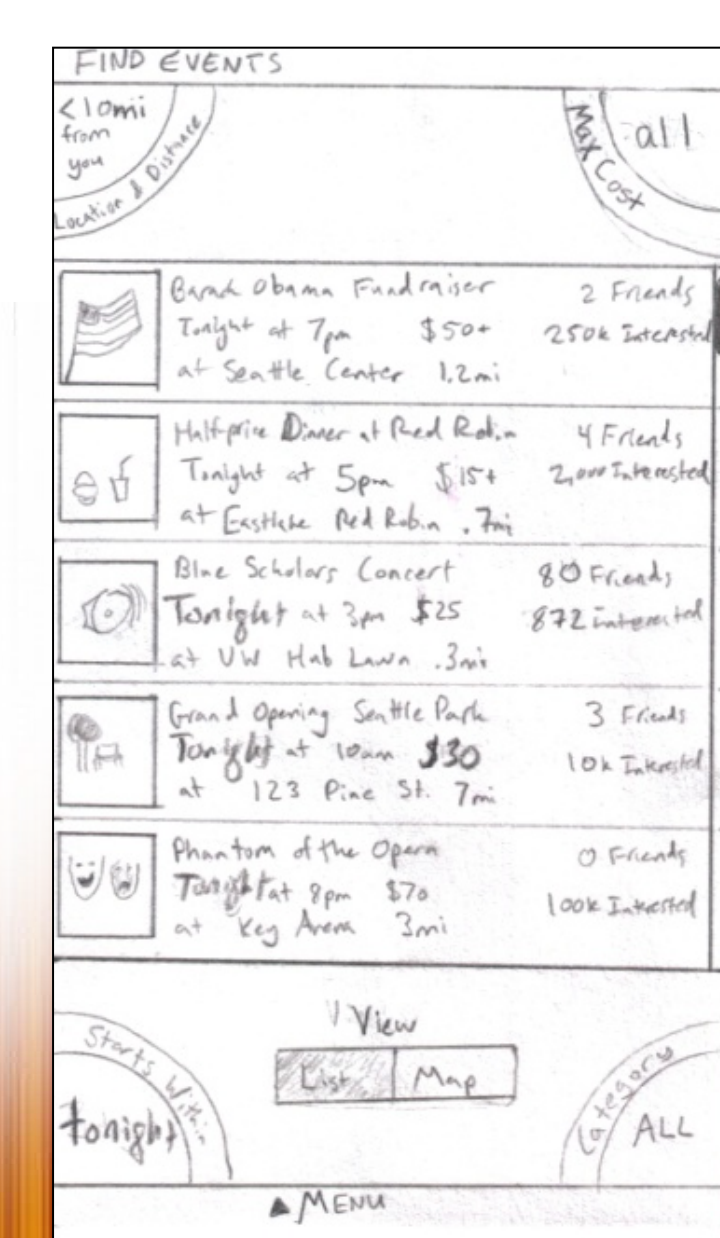 FIND EVENTS
<10mi
from
you
Location & Distance
Max Cost
all
Barack Obama Fundraiser
2 Friends
Tonight at 7pm $50+
250k Interested
at Seattle Center 1.2mi
Half-price Dinner at Red Robin
4 Friends
Tonight at 5pm $15+
2,000 Interested
at Eastlake Red Robin .7mi
Blue Scholars Concert
80 Friends
Tonight at 3pm $25
872 interested
at UW Hub Lawn .3mi
Grand Opening Seattle Park
3 Friends
Tonight at 10am $30
10k Interested
at 123 Pine St. 7mi
Phantom of the Opera
0 Friends
Tonight at 8pm $70
100k Interested
at Key Arena 3mi
Starts Within
tonight
View
List Map
Category
ALL
▲ MENU